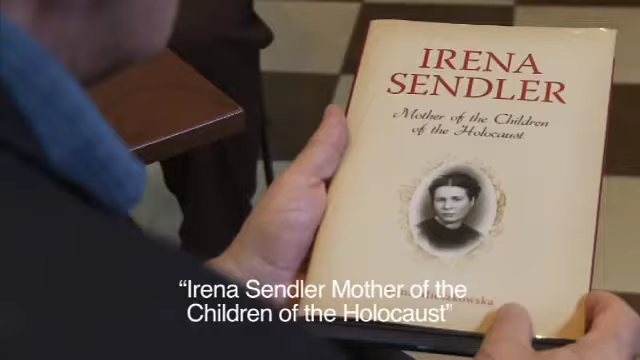 IRENA
SENDLER
Mother of the Children
of the Holocaust
“Irena Sendler Mother of the
Children of the Holocaust”